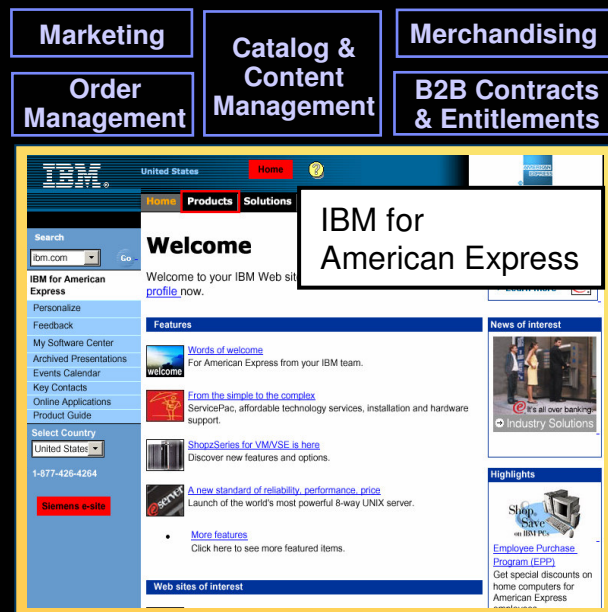 Marketing
Catalog &
Content
Management
Merchandising
Order
Management
B2B Contracts
& Entitlements
IBM
United States
Home
?
AMERICAN
EXPRESS
Home Products Solutions
IBM for
American Express
Search
ibm.com
Go
Welcome
Welcome to your IBM Web sit
profile now.
Learn more
IBM for American
Express
Personalize
Feedback
My Software Center
Archived Presentations
Events Calendar
Key Contacts
Online Applications
Product Guide
Select Country
United States
1-877-426-4264
Siemens e-site
Features
welcome
Words of welcome
For American Express from your IBM team.
From the simple to the complex
ServicePac, affordable technology services, installation and hardware
support.
ShopzSeries for VM/VSE is here
Discover new features and options.
eserver
A new standard of reliability, performance, price
Launch of the world's most powerful 8-way UNIX server.
• More features
Click here to see more featured items.
Web sites of interest
News of interest
It's all over banking
Industry Solutions
Highlights
Shop
Save
on IBM PCs
Employee Purchase
Program (EPP)
Get special discounts on
home computers for
American Express
employees